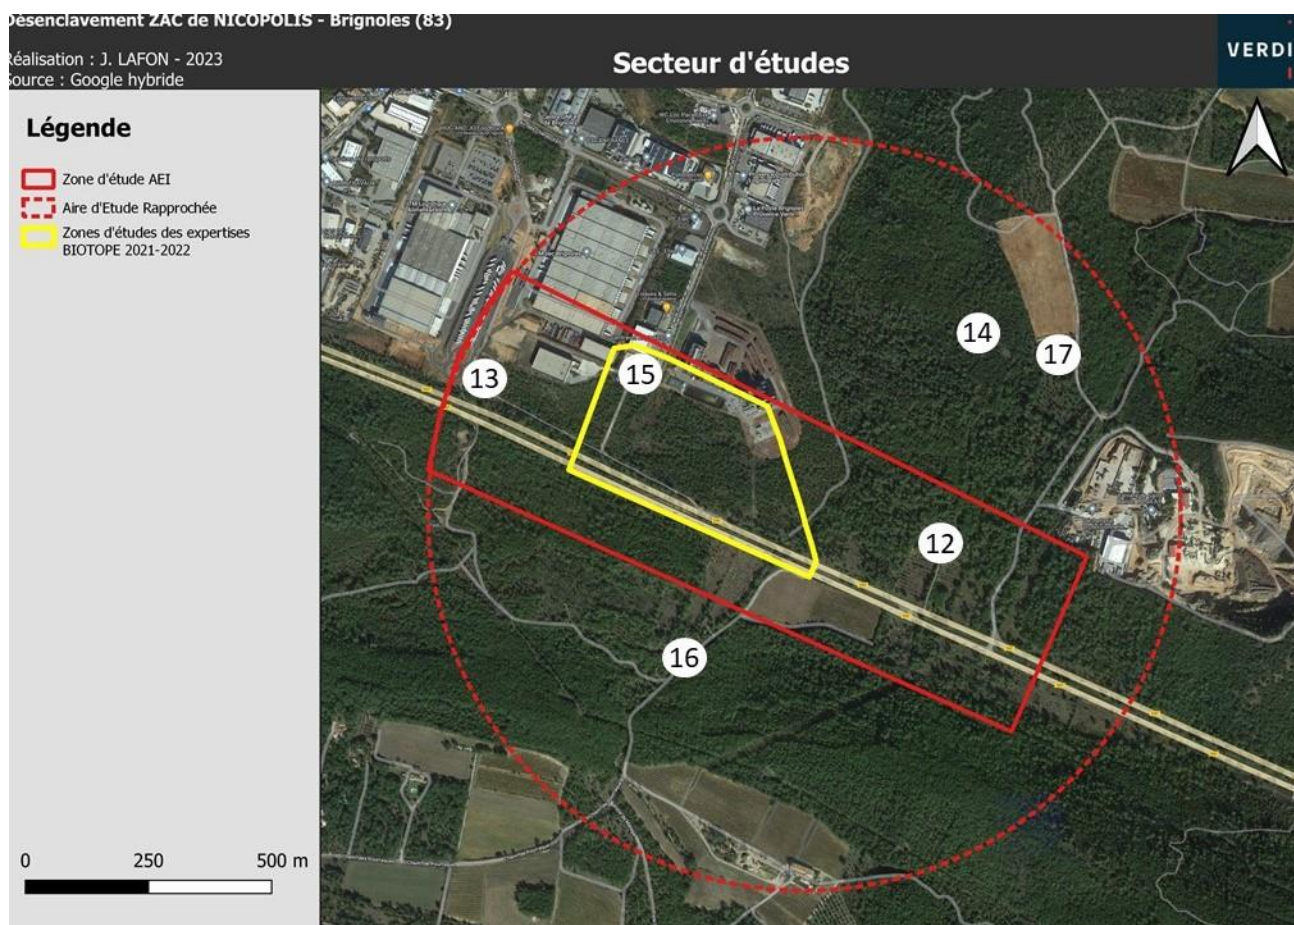 Désenclavement ZAC de NICOPOLIS - Brignoles (83)
Réalisation : J. LAFON - 2023
Source : Google hybride
Secteur d'études
VERDI
Légende
Zone d'étude AEI
Aire d'Etude Rapprochée
Zones d'études des expertises
BIOTOPE 2021-2022
14
17
13
15
12
16
0 250 500 m